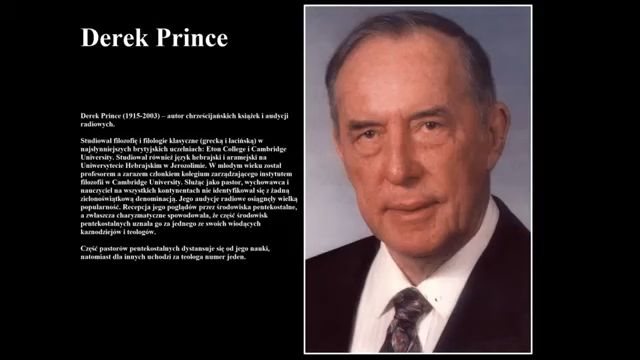 Derek Prince
Derek Prince (1915-2003) – autor chrześcijańskich książek i audycji
radiowych.
Studiował filozofię i filologie klasyczne (grecką i łacińską) w
najsłynniejszych brytyjskich uczelniach: Eton College i Cambridge
University. Studiował również język hebrajski i aramejski na
Uniwersytecie Hebrajskim w Jerozolimie. W młodym wieku został
profesorem a zarazem członkiem kolegium zarządzającego instytutem
filozofii w Cambridge University. Służąc jako pastor, wychowawca i
nauczyciel na wszystkich kontynentach nie identyfikował się z żadną
zielonoświątkową denominacją. Jego audycje radiowe osiągnęły wielką
popularność. Recepcja jego poglądów przez środowiska pentekostalne,
a zwłaszcza charyzmatyczne spowodowała, że część środowisk
pentekostalnych uznała go za jednego ze swoich wiodących
kaznodziejów i teologów.
Część pastorów pentekostalnych dystansuje się od jego nauki,
natomiast dla innych uchodzi za teologa numer jeden.